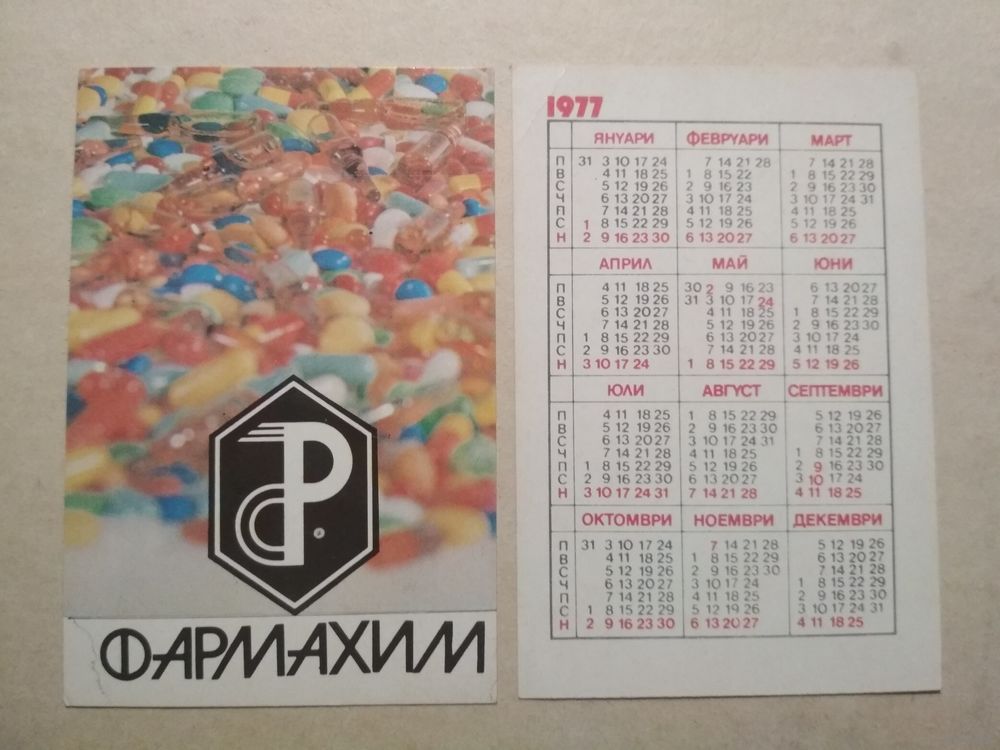 ФАРМАХИМ
1977
ЯНУАРИ ФЕВРУАРИ МАРТ
П 31 3 10 17 24 7 14 21 28 7 14 21 28
В 4 11 18 25 1 8 15 22 1 8 15 22 29
С 5 12 19 26 2 9 16 23 2 9 16 23 30
Ч 6 13 20 27 3 10 17 24 3 10 17 24 31
П 7 14 21 28 4 11 18 25 4 11 18 25
С 1 8 15 22 29 5 12 19 26 5 12 19 26
Н 2 9 16 23 30 6 13 20 27 6 13 20 27
АПРИЛ МАЙ ЮНИ
П 4 11 18 25 30 2 9 16 23 6 13 20 27
В 5 12 19 26 31 3 10 17 24 7 14 21 28
С 6 13 20 27 4 11 18 25 1 8 15 22 29
Ч 7 14 21 28 5 12 19 26 2 9 16 23 30
П 1 8 15 22 29 6 13 20 27 3 10 17 24
С 2 9 16 23 30 7 14 21 28 4 11 18 25
Н 3 10 17 24 1 8 15 22 29 5 12 19 26
ЮЛИ АВГУСТ СЕПТЕМВРИ
П 4 11 18 25 1 8 15 22 29 5 12 19 26
В 5 12 19 26 2 9 16 23 30 6 13 20 27
С 6 13 20 27 3 10 17 24 31 7 14 21 28
Ч 7 14 21 28 4 11 18 25 1 8 15 22 29
П 1 8 15 22 29 5 12 19 26 2 9 16 23 30
С 2 9 16 23 30 6 13 20 27 3 10 17 24
Н 3 10 17 24 31 7 14 21 28 4 11 18 25
ОКТОМВРИ НОЕМВРИ ДЕКЕМВРИ
П 31 3 10 17 24 7 14 21 28 5 12 19 26
В 4 11 18 25 1 8 15 22 29 6 13 20 27
С 5 12 19 26 2 9 16 23 30 7 14 21 28
Ч 6 13 20 27 3 10 17 24 1 8 15 22 29
П 7 14 21 28 4 11 18 25 2 9 16 23 30
С 1 8 15 22 29 5 12 19 26 3 10 17 24 31
Н 2 9 16 23 30 6 13 20 27 4 11 18 25